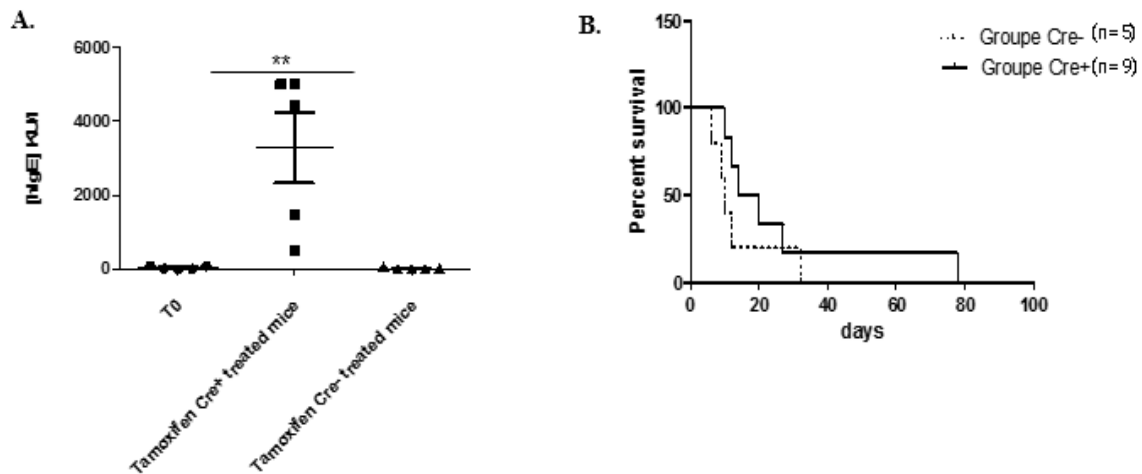 A.
[hIgE] KU/l
6000
4000
2000
0
**
T0
Tamoxifen Cre+ treated mice
Tamoxifen Cre- treated mice
B.
Percent survival
150
100
50
0
0 20 40 60 80 100
days
Groupe Cre- (n=5)
Groupe Cre+(n=9)